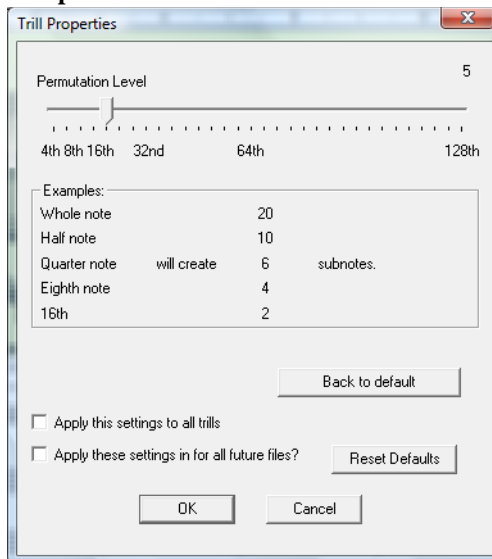 Trill Properties
Permutation Level 5
4th 8th 16th 32nd 64th 128th
Examples:
Whole note 20
Half note 10
Quarter note will create 6 subnotes.
Eighth note 4
16th 2
Back to default
Apply this settings to all trills
Apply these settings in for all future files? Reset Defaults
OK Cancel